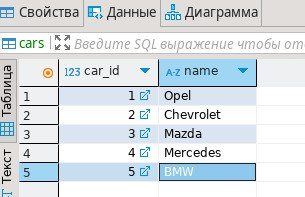 Свойства Данные Диаграмма
cars Введите SQL выражение чтобы от
123 car_id A-Z name
1 1 Opel
2 2 Chevrolet
3 3 Mazda
4 4 Mercedes
5 5 BMW
Таблица
Текст